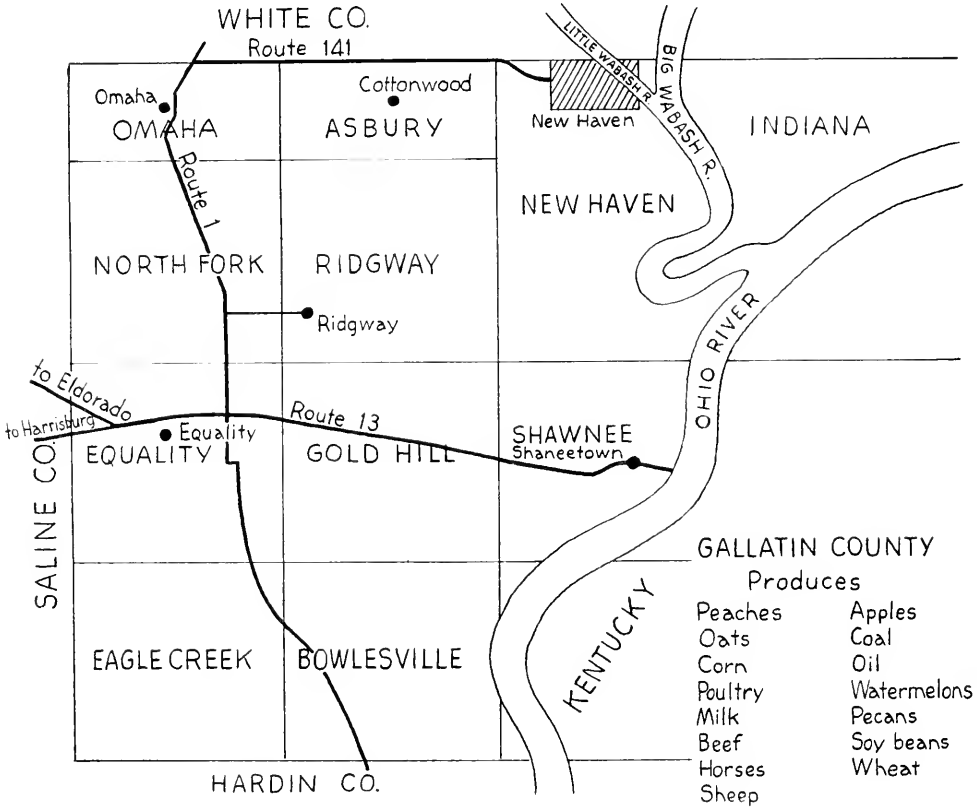 WHITE CO.
Route 141
LITTLE WABASH R.
BIG WABASH R.
Omaha
OMAHA
Cottonwood
ASBURY
New Haven
INDIANA
Route 1
NEW HAVEN
NORTH FORK
RIDGWAY
Ridgway
OHIO RIVER
to Eldorado
to Harrisburg
Equality
EQUALITY
Route 13
GOLD HILL
SHAWNEE
Shaneetown
SALINE CO.
EAGLE CREEK
BOWLESVILLE
KENTUCKY
HARDIN CO.
GALLATIN COUNTY
Produces
Peaches
Oats
Corn
Poultry
Milk
Beef
Horses
Sheep
Apples
Coal
Oil
Watermelons
Pecans
Soy beans
Wheat